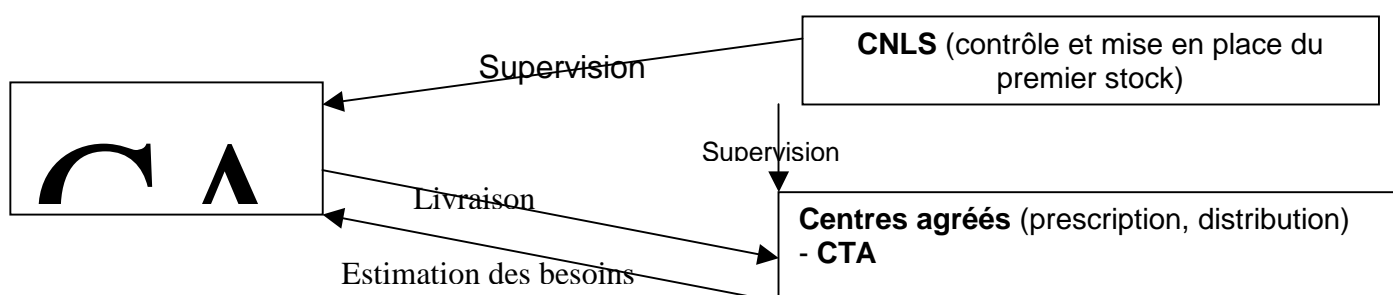 CNLS (contrôle et mise en place du
premier stock)
Supervision
Supervision
Livraison
Centres agréés (prescription, distribution)
- CTA
Estimation des besoins